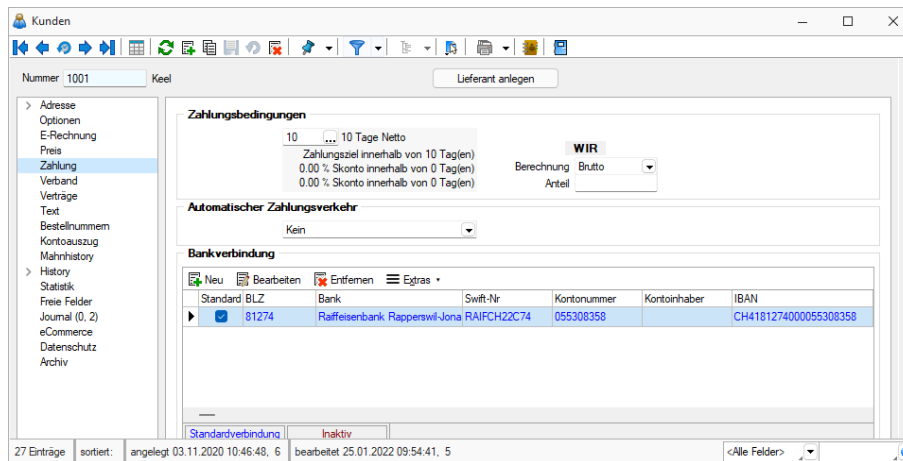 Kunden
Nummer 1001 Keel Lieferant anlegen
Adresse
Optionen
E-Rechnung
Preis
Zahlung
Verband
Verträge
Text
Bestellnummern
Kontoauszug
Mahnhistory
History
Statistik
Freie Felder
Journal (0, 2)
eCommerce
Datenschutz
Archiv
Zahlungsbedingungen
10 ... 10 Tage Netto
Zahlungsziel innerhalb von 10 Tag(en)
0.00 % Skonto innerhalb von 0 Tag(en)
0.00 % Skonto innerhalb von 0 Tag(en)
WIR
Berechnung Brutto
Anteil
Automatischer Zahlungsverkehr
Kein
Bankverbindung
Neu Bearbeiten Entfernen Extras
Standard BLZ Bank Swift-Nr Kontonummer Kontoinhaber IBAN
81274 Raiffeisenbank Rapperswil-Jona RAIFCH22C74 055308358 CH4181274000055308358
Standardverbindung Inaktiv
27 Einträge sortiert: angelegt 03.11.2020 10:46:48, 6 bearbeitet 25.01.2022 09:54:41, 5 <Alle Felder>